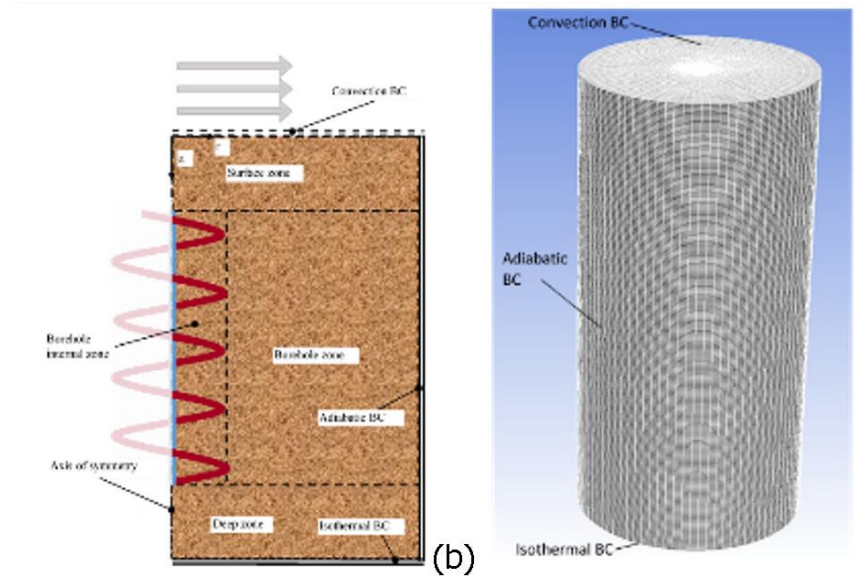 Convection BC
z
r
Surface zone
Borehole
internal zone
Borehole zone
Adiabatic BC
Axis of symmetry
Deep zone
Isothermal BC
(b)
Convection BC
Adiabatic
BC
Isothermal BC